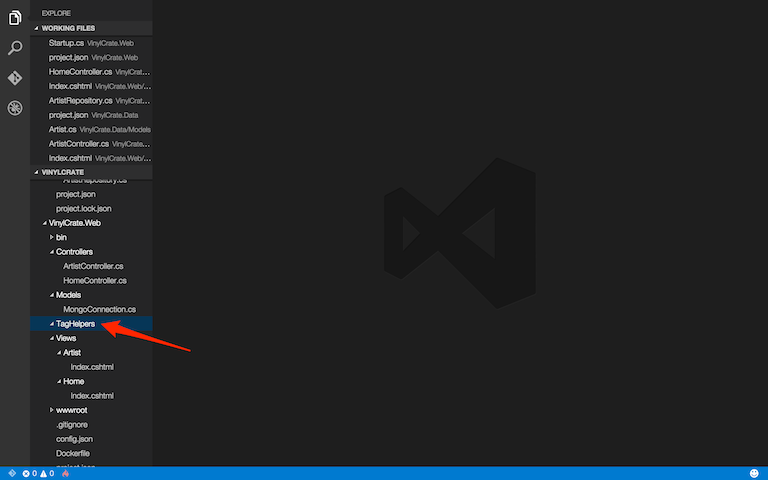 EXPLORE
WORKING FILES
Startup.cs VinylCrate.Web
project.json VinylCrate.Web
HomeController.cs VinylCrat...
Index.cshtml VinylCrate.Web/...
ArtistRepository.cs VinylCrat...
project.json VinylCrate.Data
Artist.cs VinylCrate.Data/Models
ArtistController.cs VinylCrate...
Index.cshtml VinylCrate.Web/...
VINYLCRATE
ArtistRepository.cs
project.json
project.lock.json
VinylCrate.Web
bin
Controllers
ArtistController.cs
HomeController.cs
Models
MongoConnection.cs
TagHelpers
Views
Artist
Index.cshtml
Home
Index.cshtml
wwwroot
.gitignore
config.json
Dockerfile
project.json
0 0